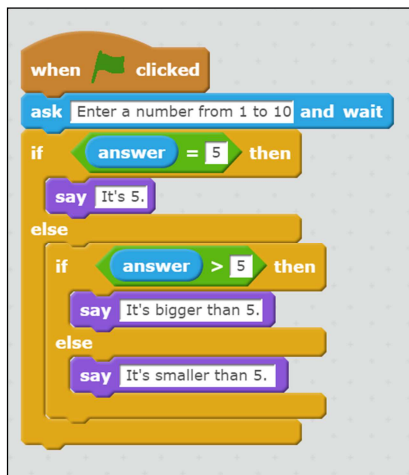 when clicked
ask Enter a number from 1 to 10 and wait
if answer = 5 then
say It's 5.
else
if answer > 5 then
say It's bigger than 5.
else
say It's smaller than 5.